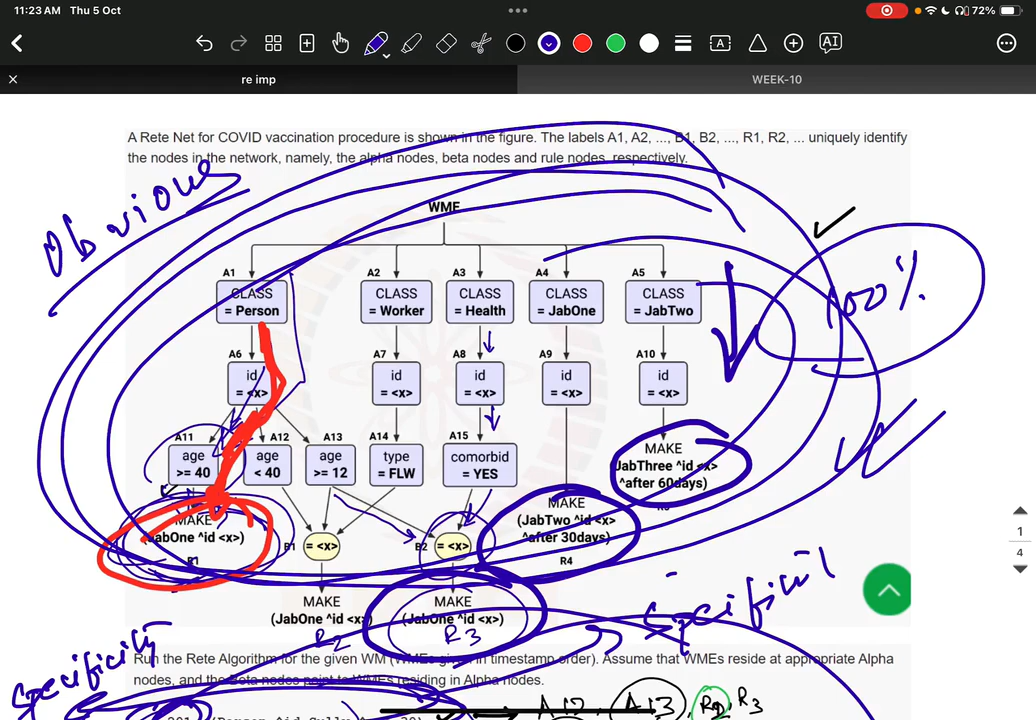 11:23 AM Thu 5 Oct
72%
A
AI
re imp
WEEK-10
A Rete Net for COVID vaccination procedure is shown in the figure. The labels A1, A2, ..., B1, B2, ..., R1, R2, ... uniquely identify
the nodes in the network, namely, the alpha nodes, beta nodes and rule nodes, respectively.
Obvious
WME
100%
A1 A2 A3 A4 A5
CLASS CLASS CLASS CLASS CLASS
= Person = Worker = Health = JabOne = JabTwo
A6 A7 A8 A9 A10
id id id id id
= <x> = <x> = <x> = <x> = <x>
A11 A12 A13 A14 A15
age age age type comorbid
>= 40 < 40 >= 12 = FLW = YES
MAKE
(JabThree ^id <x>
^after 60days)
MAKE
(JabOne ^id <x>)
R1
MAKE
(JabTwo ^id <x>
^after 30days)
R4
B1 = <x> B2 = <x>
MAKE MAKE
(JabOne ^id <x>) (JabOne ^id <x>)
R2 R3
1
4
specificity
Run the Rete Algorithm for the given WM (WMEs given in timestamp order). Assume that WMEs reside at appropriate Alpha
nodes, and the Beta nodes point to WMEs residing in Alpha nodes.
A13 R3